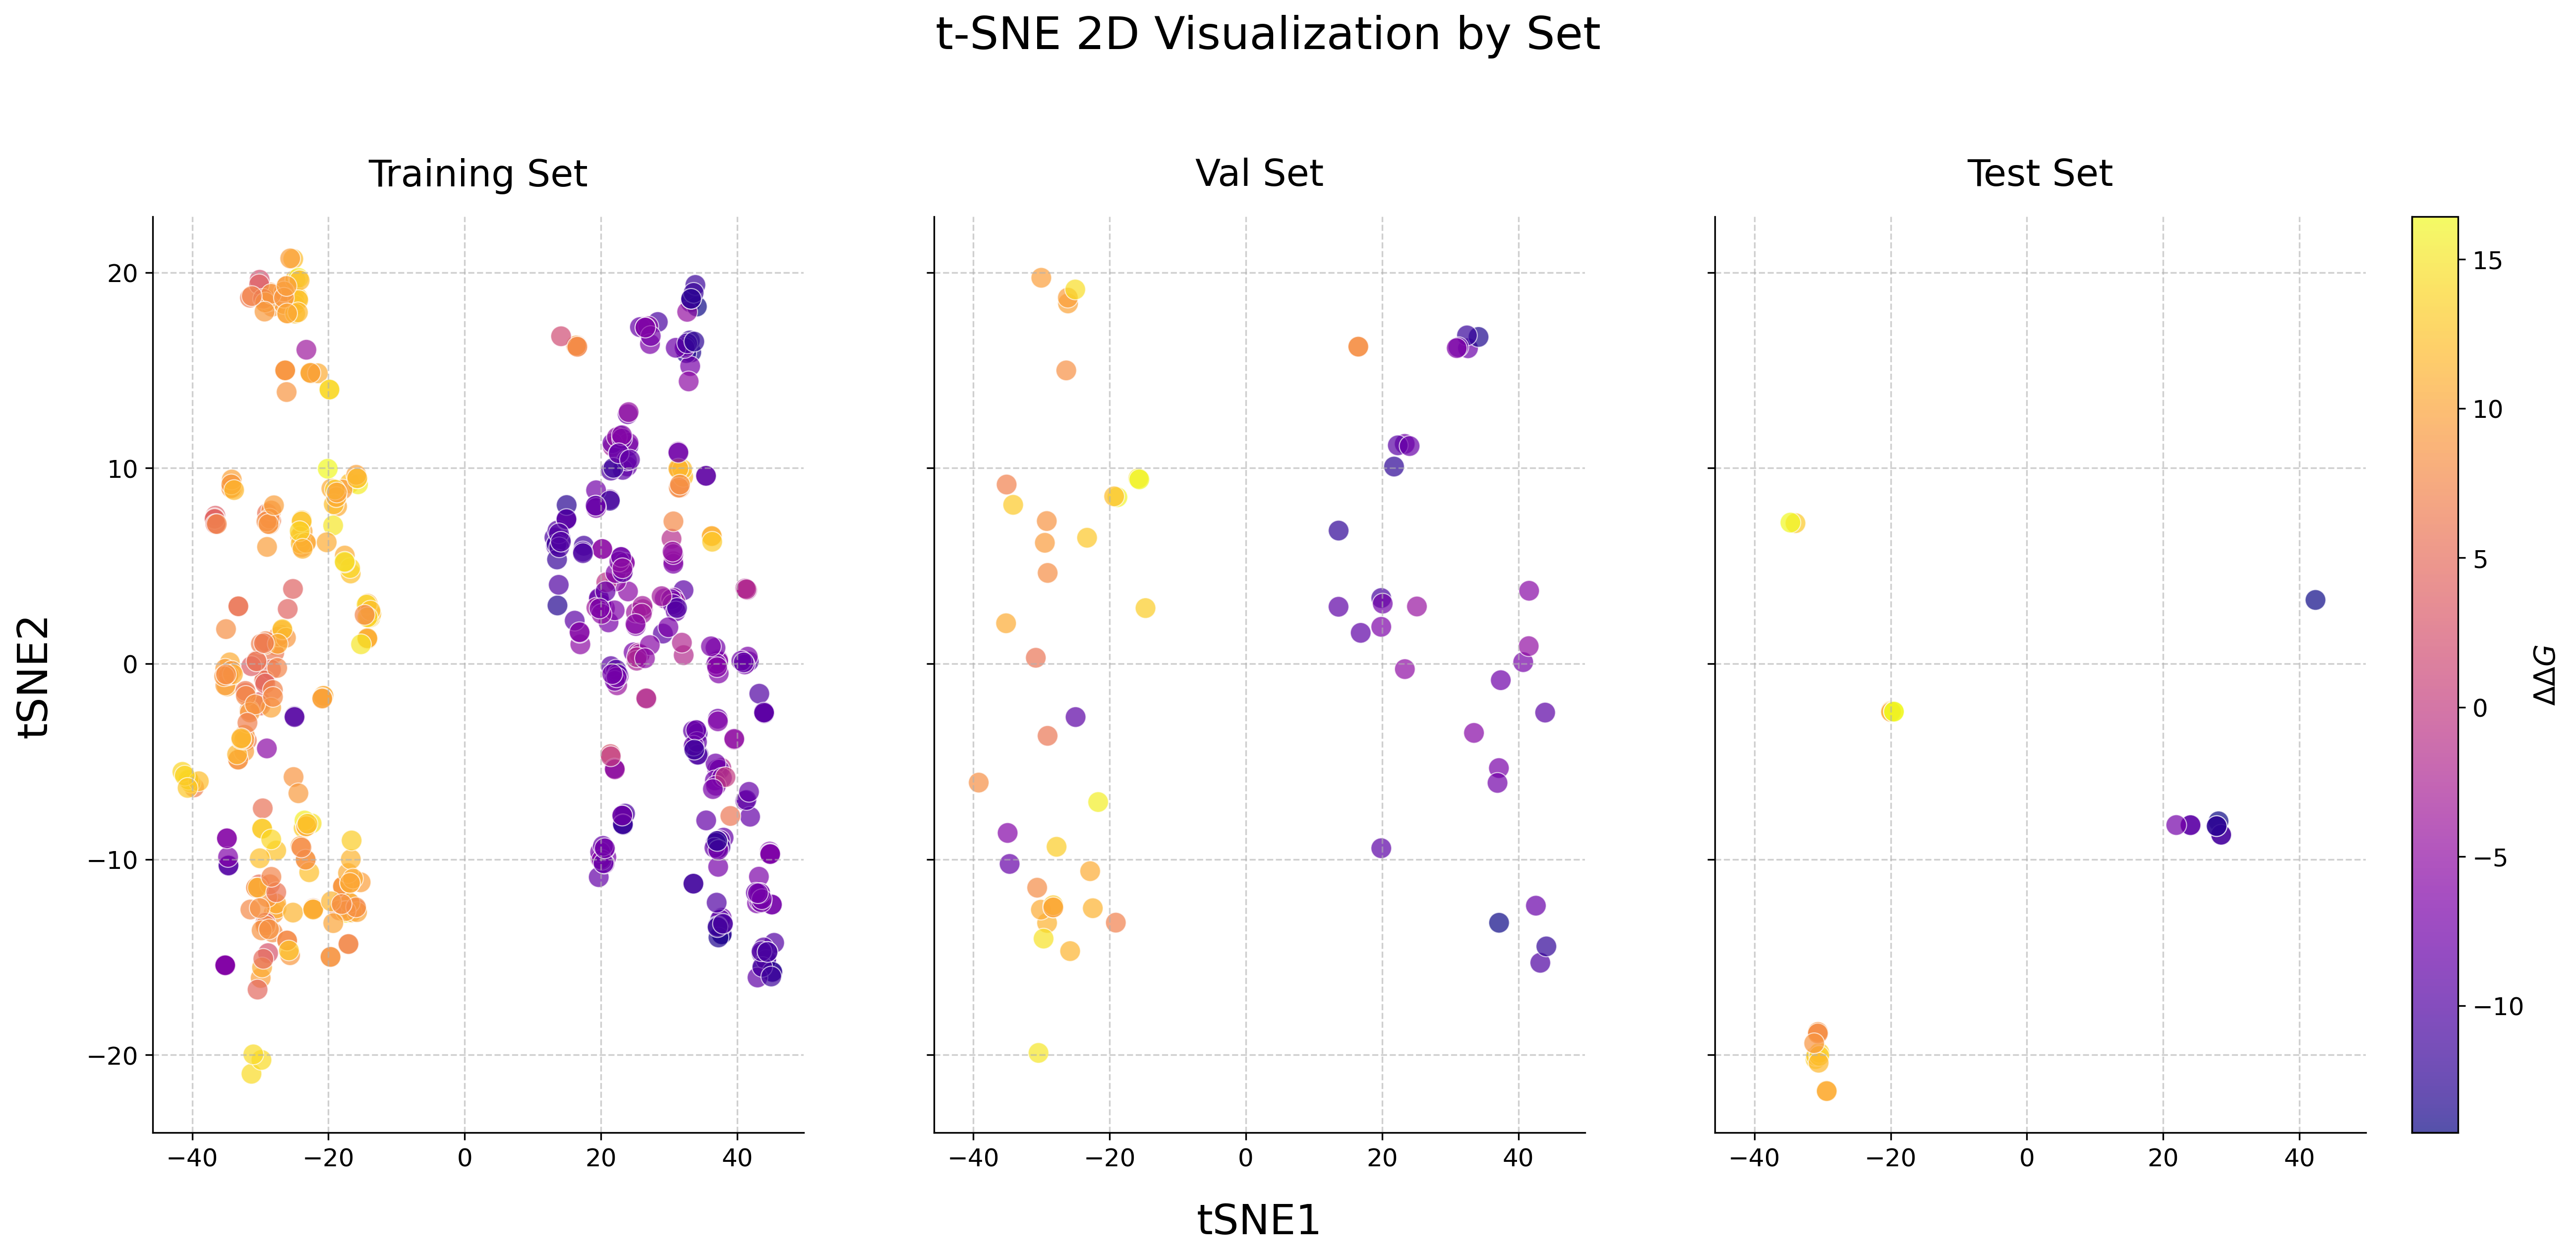 t-SNE 2D Visualization by Set
Training Set
Val Set
Test Set
20
10
0
−10
−20
tSNE2
−40 −20 0 20 40
−40 −20 0 20 40
−40 −20 0 20 40
tSNE1
15
10
5
0
−5
−10
ΔΔG